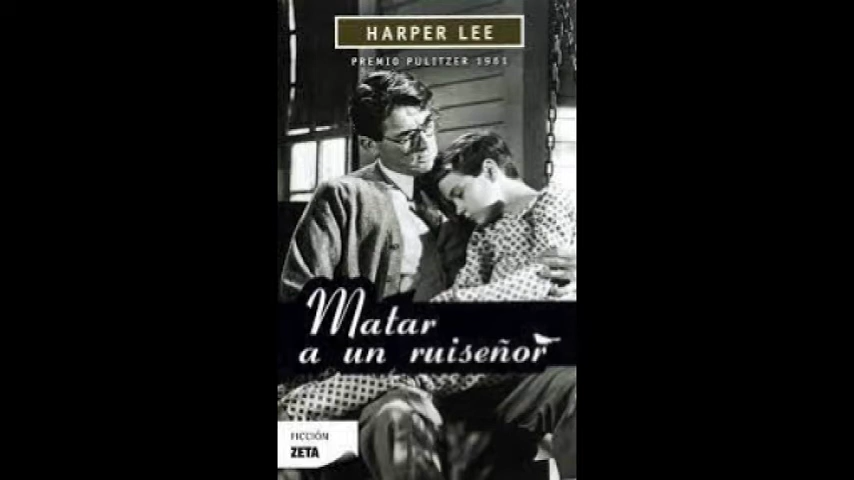 HARPER LEE
PREMIO PULITZER 1961
Matar
a un ruiseñor
FICCIÓN
ZETA